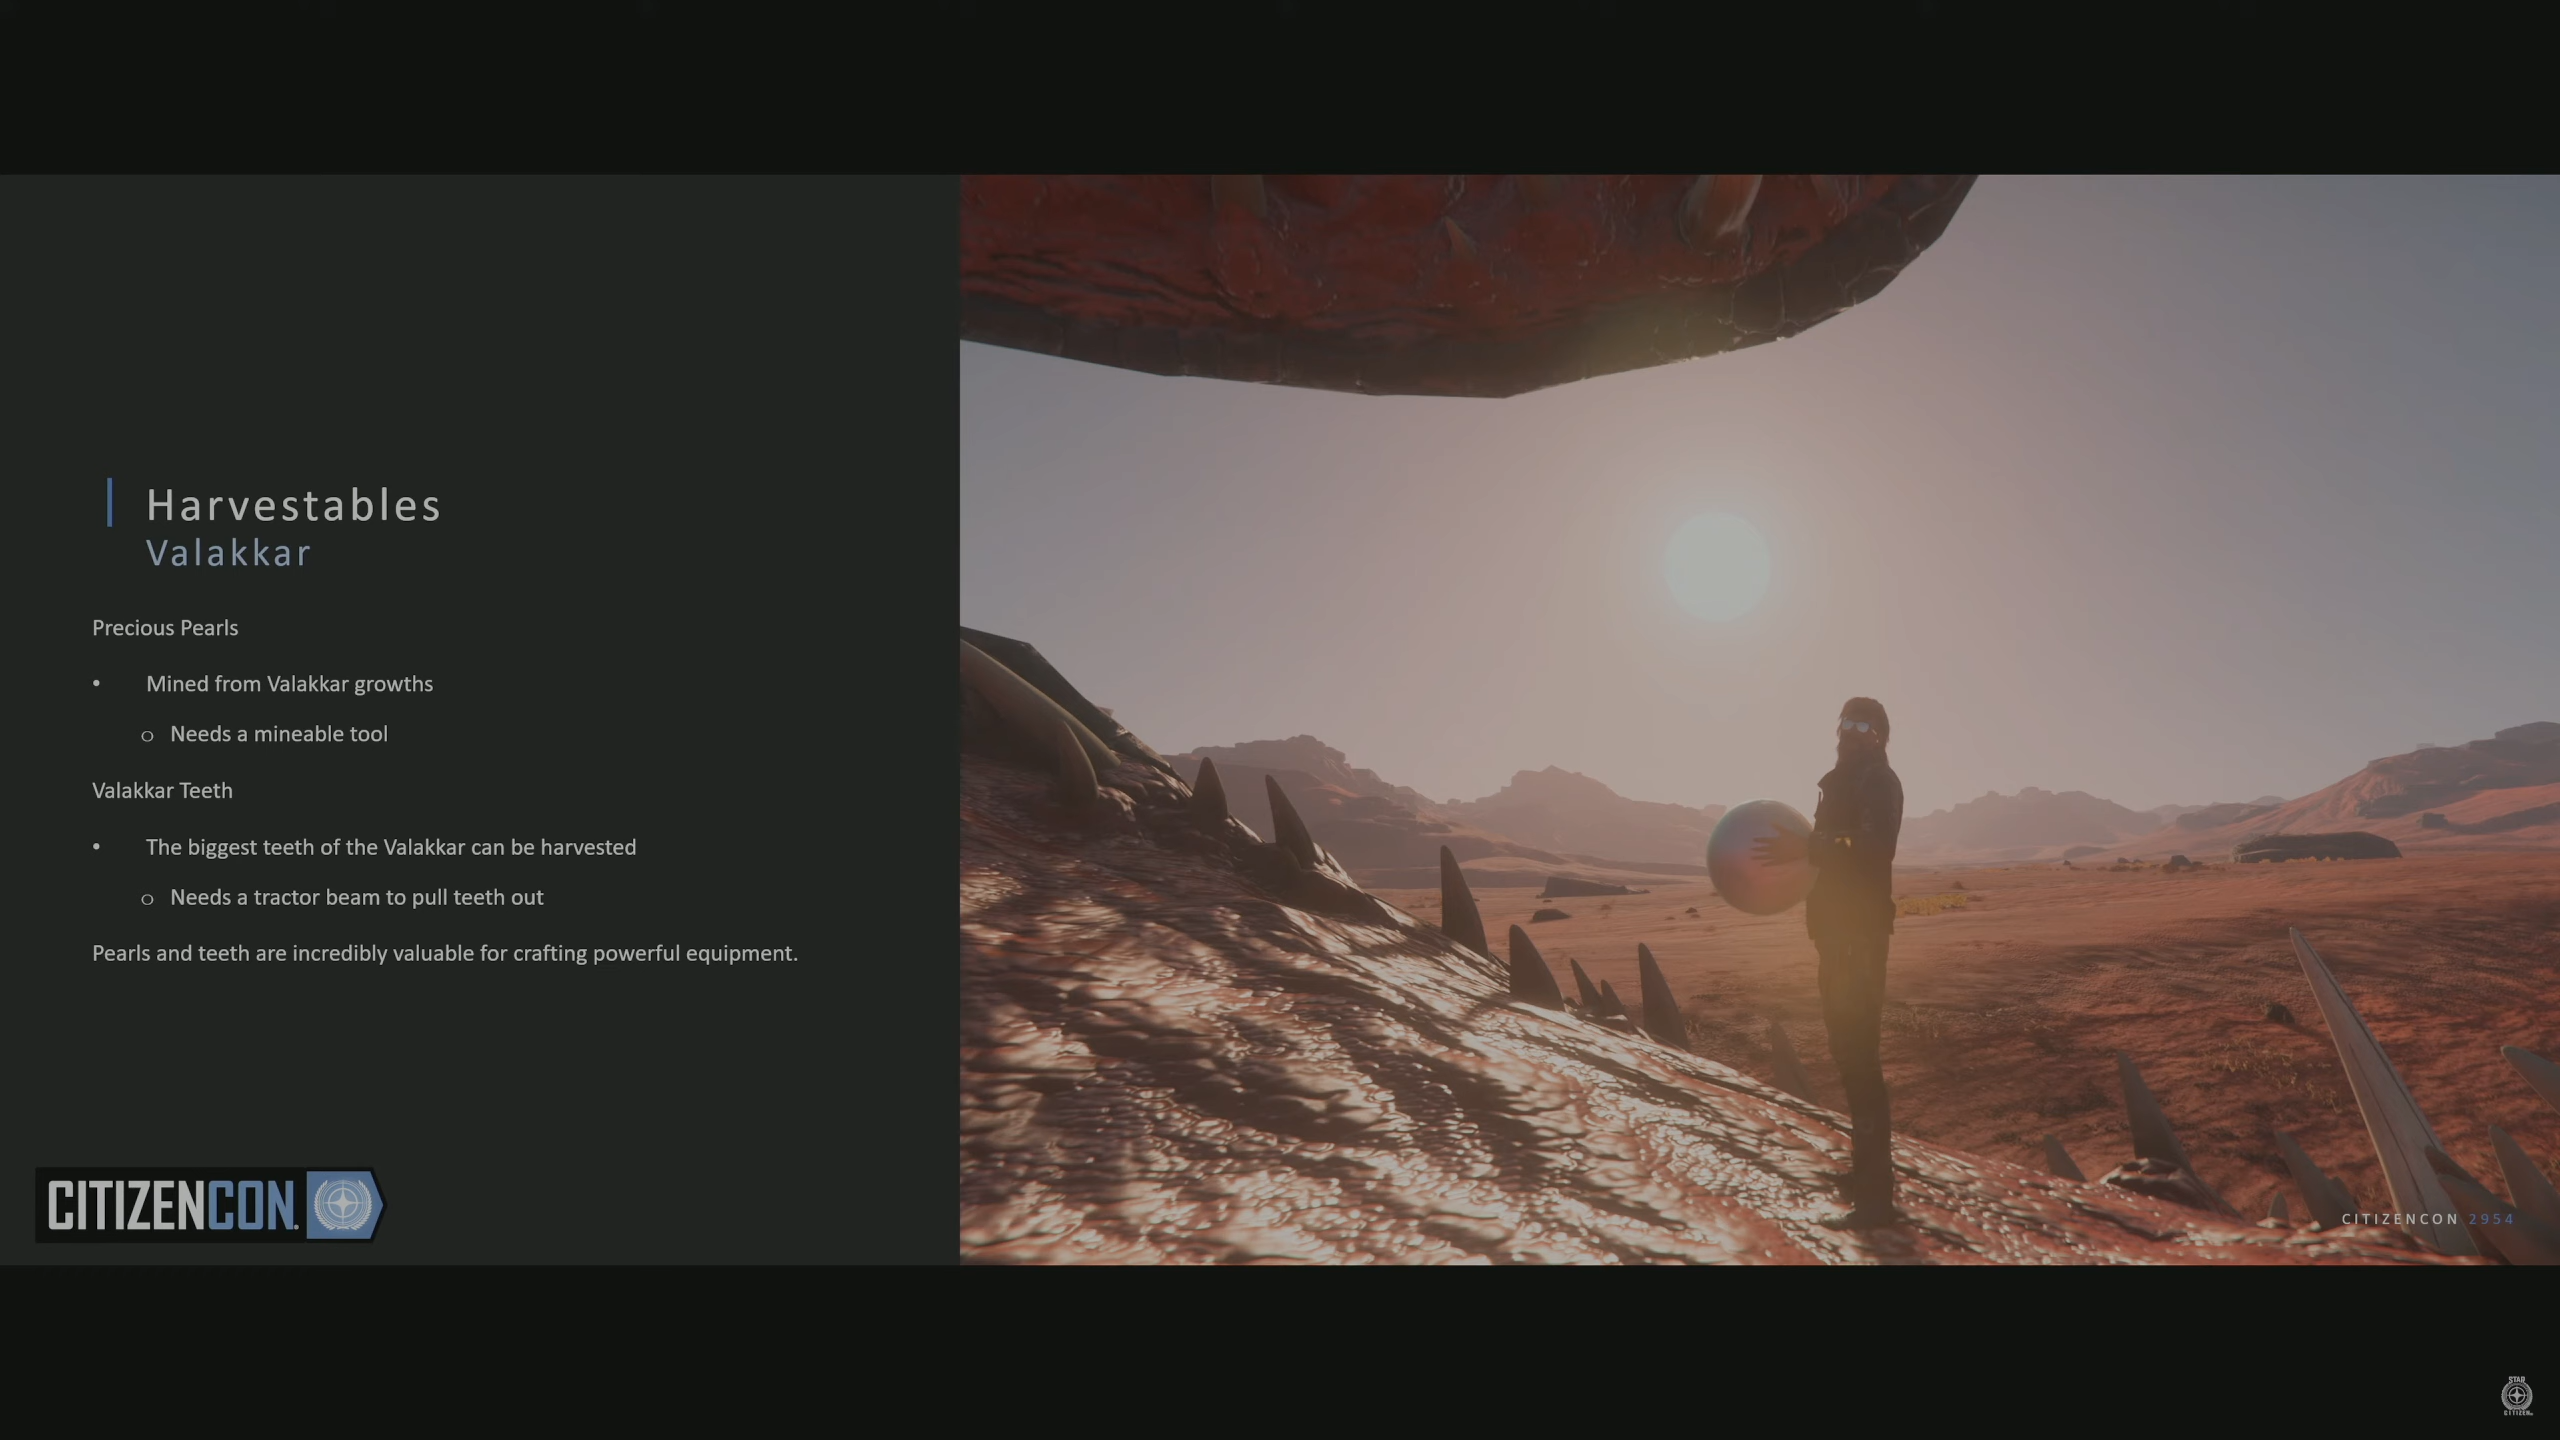 Harvestables
Valakkar
Precious Pearls
• Mined from Valakkar growths
o Needs a mineable tool
Valakkar Teeth
• The biggest teeth of the Valakkar can be harvested
o Needs a tractor beam to pull teeth out
Pearls and teeth are incredibly valuable for crafting powerful equipment.
CITIZENCON.
CITIZENCON 2954
STAR
CITIZEN